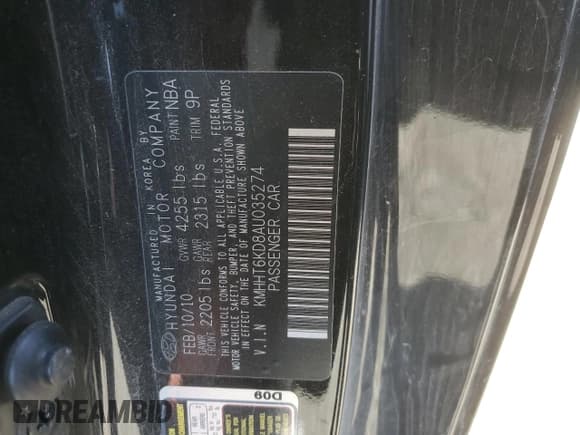 MANUFACTURED IN KOREA BY
HYUNDAI MOTOR COMPANY
FEB/10/10 GVWR 4255 lbs PAINT NBA
GAWR FRONT 2205 lbs GAWR REAR 2315 lbs TRIM 9P
THIS VEHICLE CONFORMS TO ALL APPLICABLE U.S.A. FEDERAL
MOTOR VEHICLE SAFETY, BUMPER, AND THEFT PREVENTION STANDARDS
IN EFFECT ON THE DATE OF MANUFACTURE SHOWN ABOVE
V.I.N KMHHT6KD8AU035274
PASSENGER CAR
D09
DREAMBID